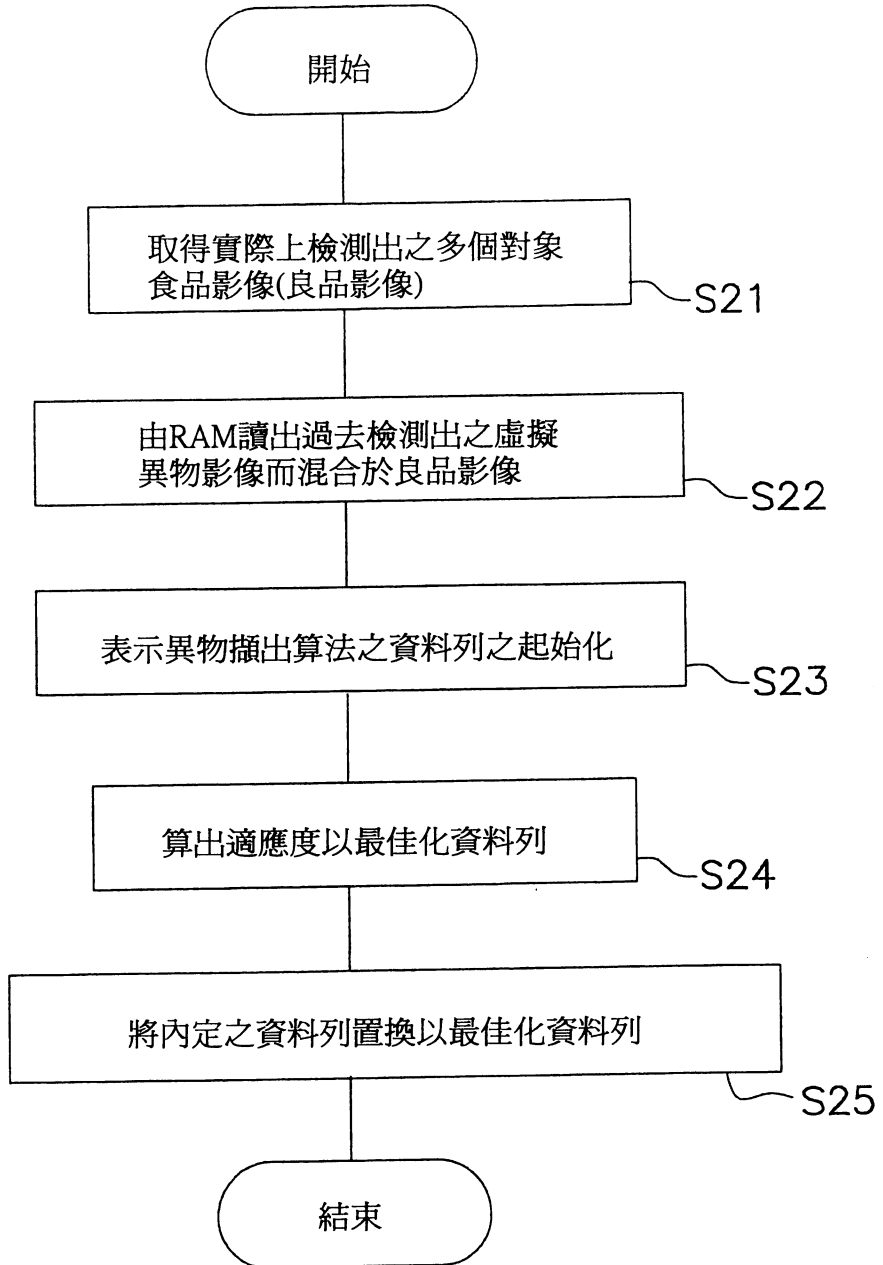 開始
取得實際上檢測出之多個對象
食品影像(良品影像)
S21
由RAM讀出過去檢測出之虛擬
異物影像而混合於良品影像
S22
表示異物擷出算法之資料列之起始化
S23
算出適應度以最佳化資料列
S24
將內定之資料列置換以最佳化資料列
S25
結束